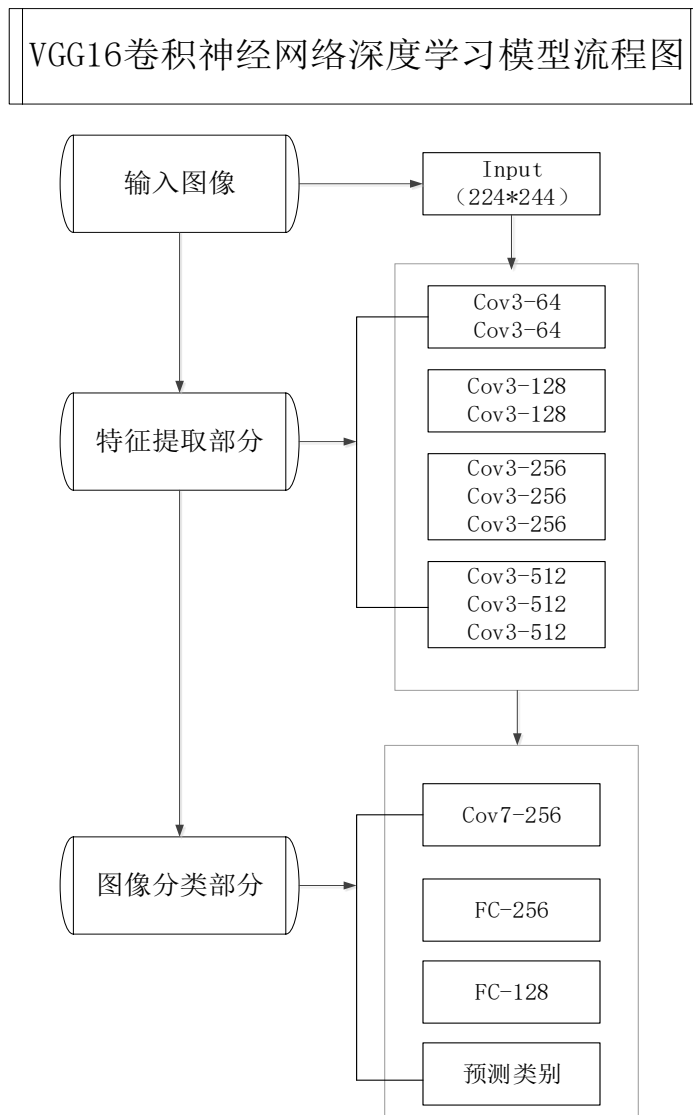 VGG16卷积神经网络深度学习模型流程图
输入图像
Input
（224*244）
特征提取部分
Cov3-64
Cov3-64
Cov3-128
Cov3-128
Cov3-256
Cov3-256
Cov3-256
Cov3-512
Cov3-512
Cov3-512
图像分类部分
Cov7-256
FC-256
FC-128
预测类别